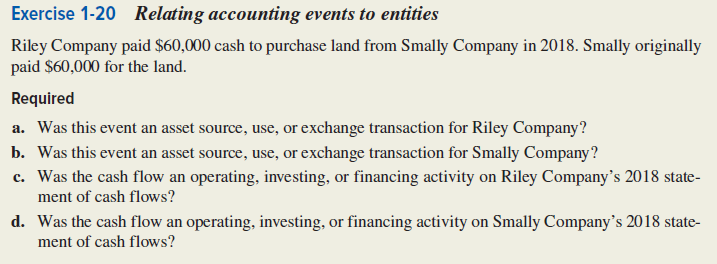 Exercise 1-20 Relating accounting events to entities
Riley Company paid $60,000 cash to purchase land from Smally Company in 2018. Smally originally
paid $60,000 for the land.
Required
a. Was this event an asset source, use, or exchange transaction for Riley Company?
b. Was this event an asset source, use, or exchange transaction for Smally Company?
c. Was the cash flow an operating, investing, or financing activity on Riley Company's 2018 state-
ment of cash flows?
d. Was the cash flow an operating, investing, or financing activity on Smally Company's 2018 state-
ment of cash flows?